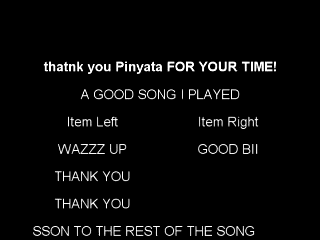 thatnk you Pinyata FOR YOUR TIME!
A GOOD SONG I PLAYED
Item Left Item Right
WAZZZ UP GOOD BII
THANK YOU
THANK YOU
SSON TO THE REST OF THE SONG